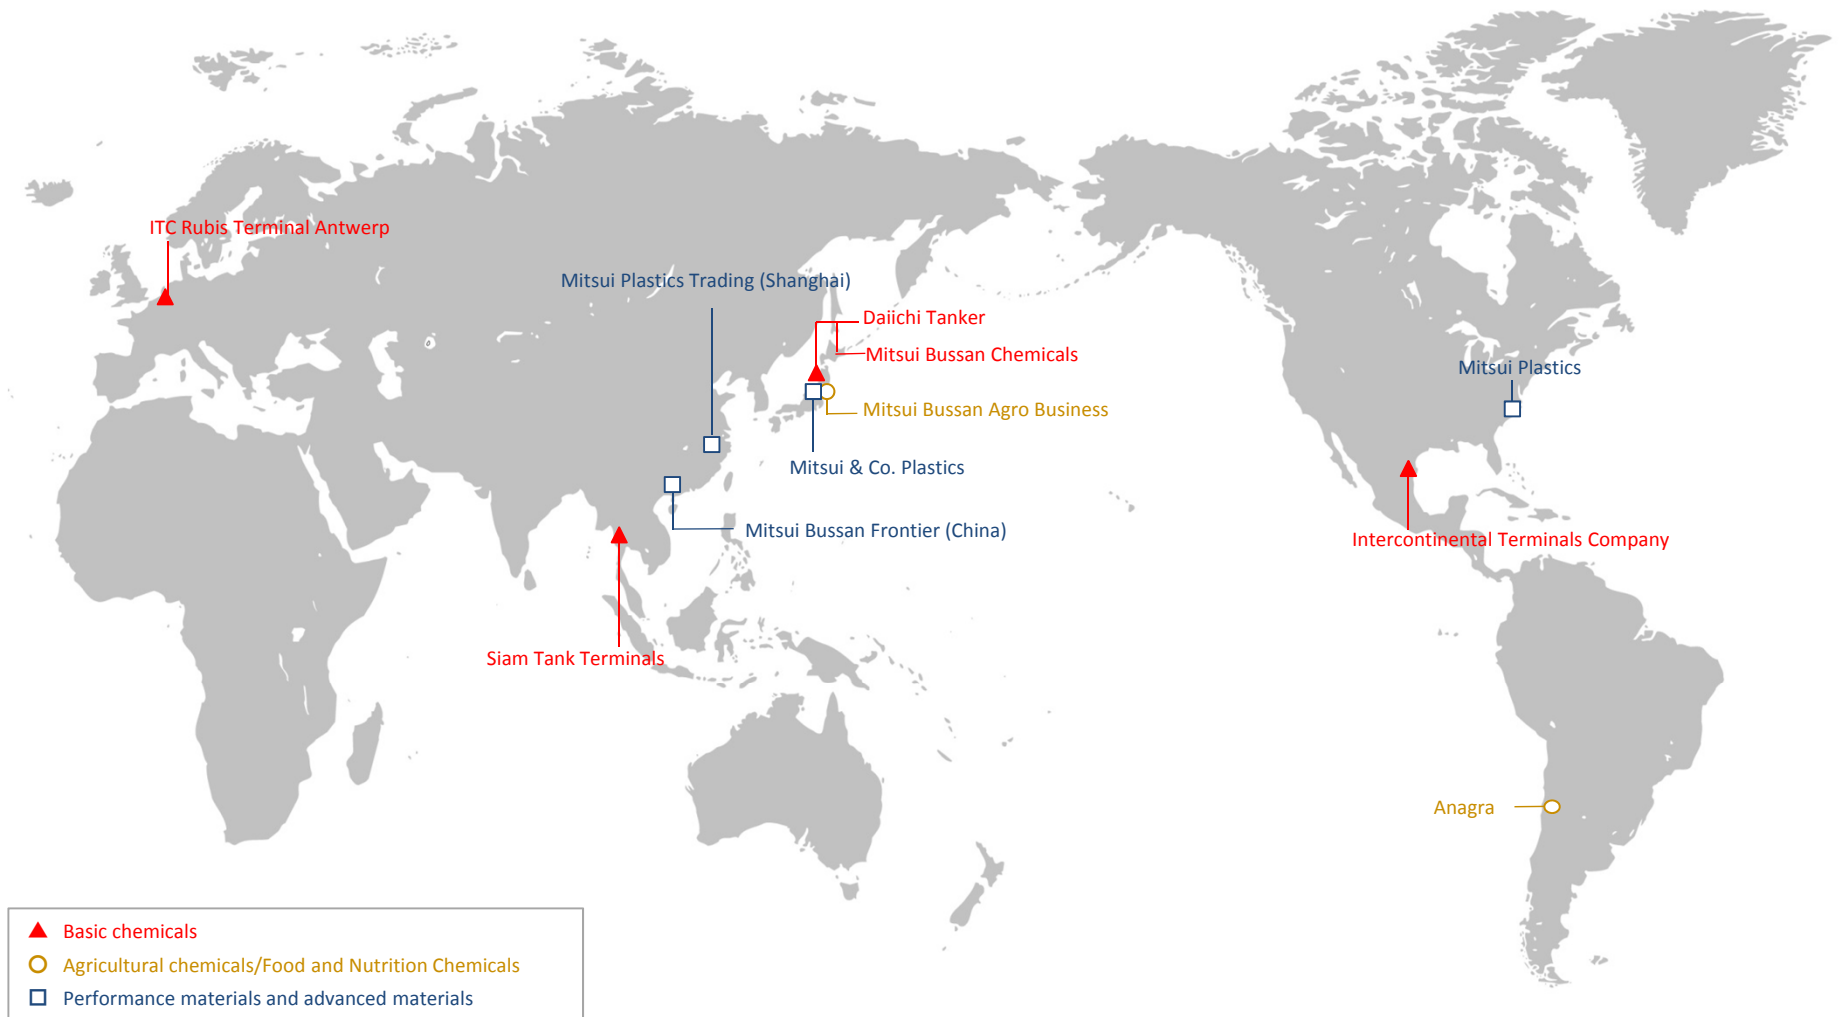 ITC Rubis Terminal Antwerp
Mitsui Plastics Trading (Shanghai)
Daiichi Tanker
Mitsui Bussan Chemicals
Mitsui Plastics
Mitsui Bussan Agro Business
Mitsui & Co. Plastics
Mitsui Bussan Frontier (China)
Intercontinental Terminals Company
Siam Tank Terminals
Anagra
Basic chemicals
Agricultural chemicals/Food and Nutrition Chemicals
Performance materials and advanced materials